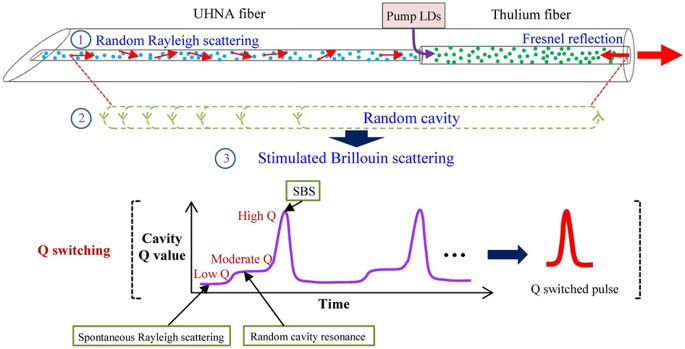 UHNA fiber
Pump LDs
Thulium fiber
1 Random Rayleigh scattering
Fresnel reflection
2 Random cavity
3 Stimulated Brillouin scattering
SBS
High Q
Q switching
Cavity
Q value
Moderate Q
Low Q
...
Time
Q switched pulse
Spontaneous Rayleigh scattering
Random cavity resonance